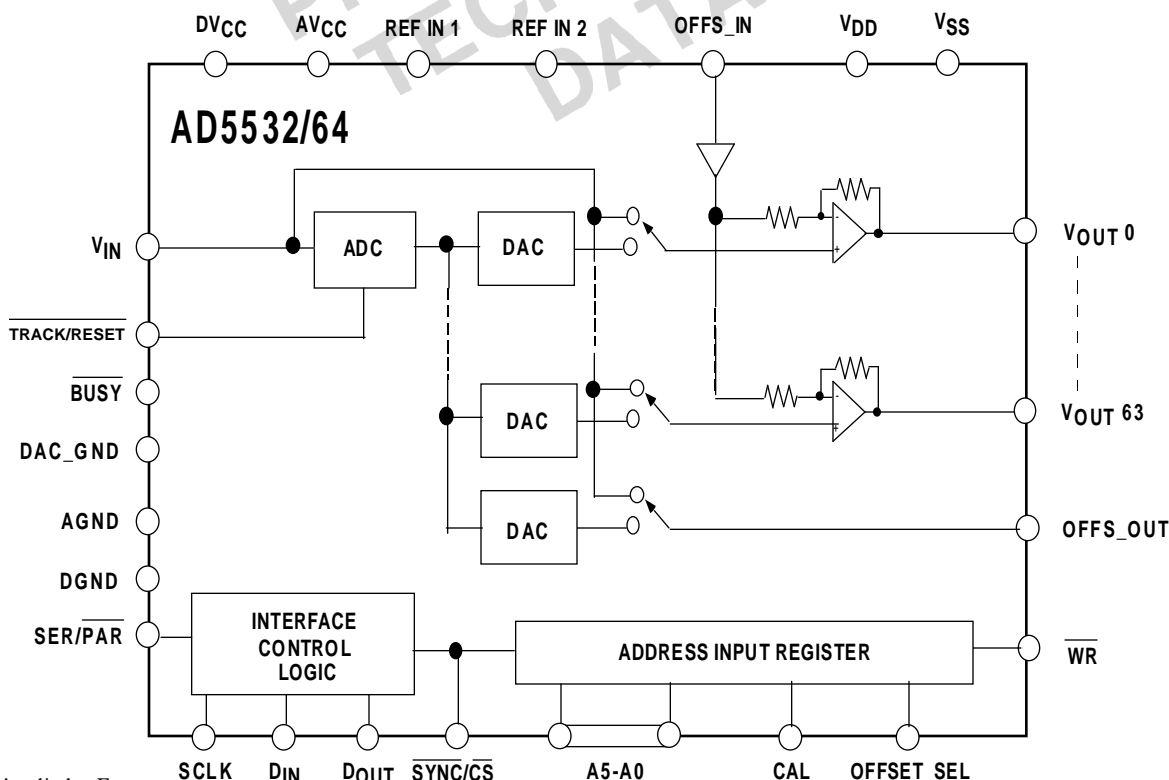 TECH
DATA
DVCC AVCC REF IN 1 REF IN 2 OFFS_IN VDD VSS
AD5532/64
VIN
ADC
DAC
VOUT 0
TRACK/RESET
BUSY
DAC
VOUT 63
DAC_GND
AGND
DAC
OFFS_OUT
DGND
SER/PAR
INTERFACE
CONTROL
LOGIC
ADDRESS INPUT REGISTER
WR
SCLK DIN DOUT SYNC/CS A5-A0 CAL OFFSET SEL